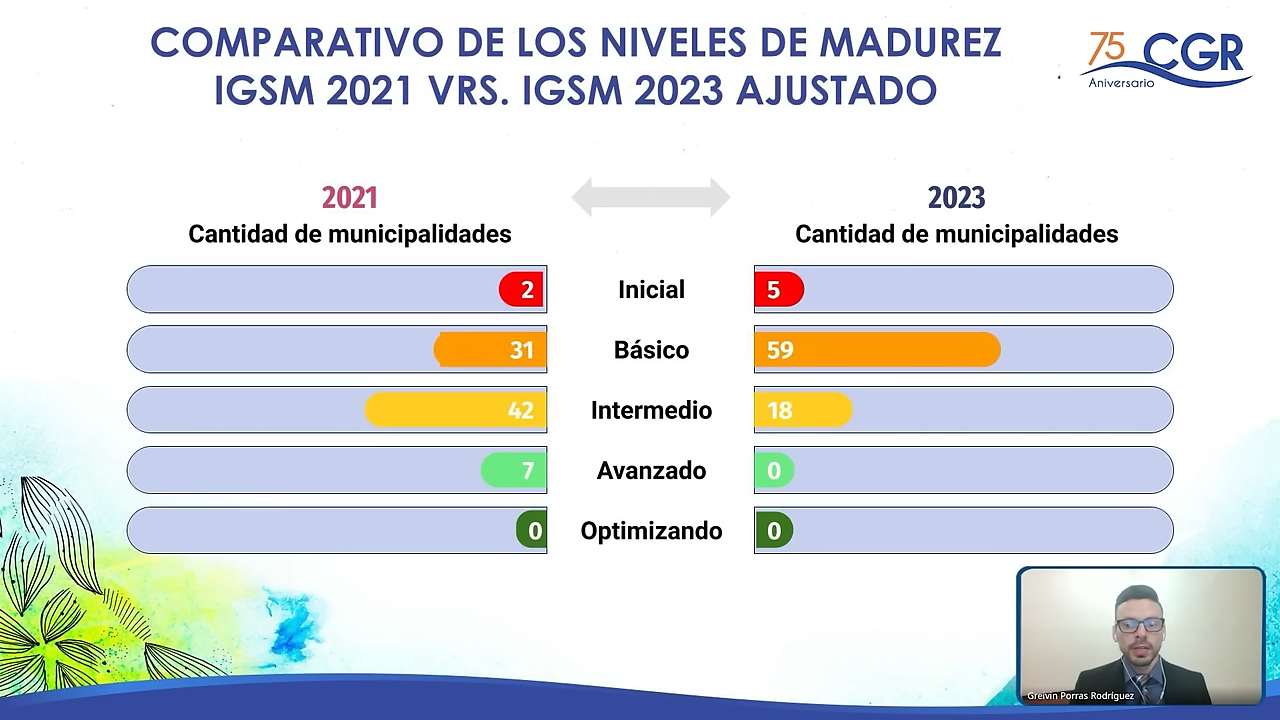 COMPARATIVO DE LOS NIVELES DE MADUREZ
IGSM 2021 VRS. IGSM 2023 AJUSTADO
75 CGR
Aniversario
2021
2023
Cantidad de municipalidades
Cantidad de municipalidades
2 Inicial 5
31 Básico 59
42 Intermedio 18
7 Avanzado 0
0 Optimizando 0
Greivin Porras Rodríguez